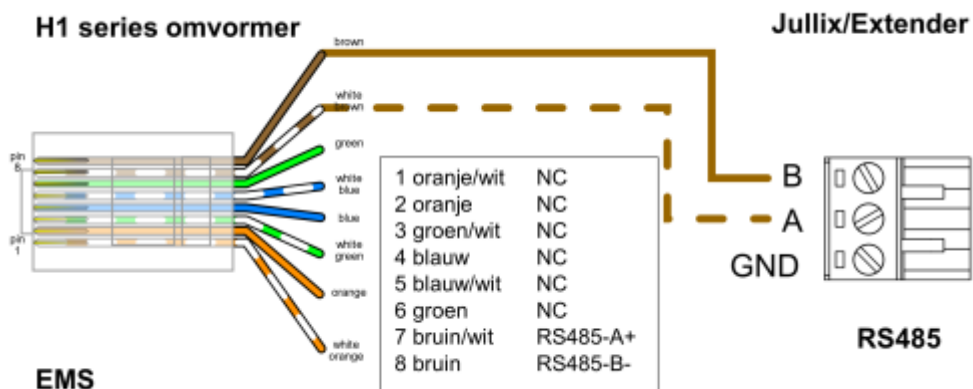 H1 series omvormer
Jullix/Extender
brown
white
brown
green
white
blue
blue
white
green
orange
white
orange
pin
8
pin
1
1 oranje/wit NC
2 oranje NC
3 groen/wit NC
4 blauw NC
5 blauw/wit NC
6 groen NC
7 bruin/wit RS485-A+
8 bruin RS485-B-
B
A
GND
RS485
EMS